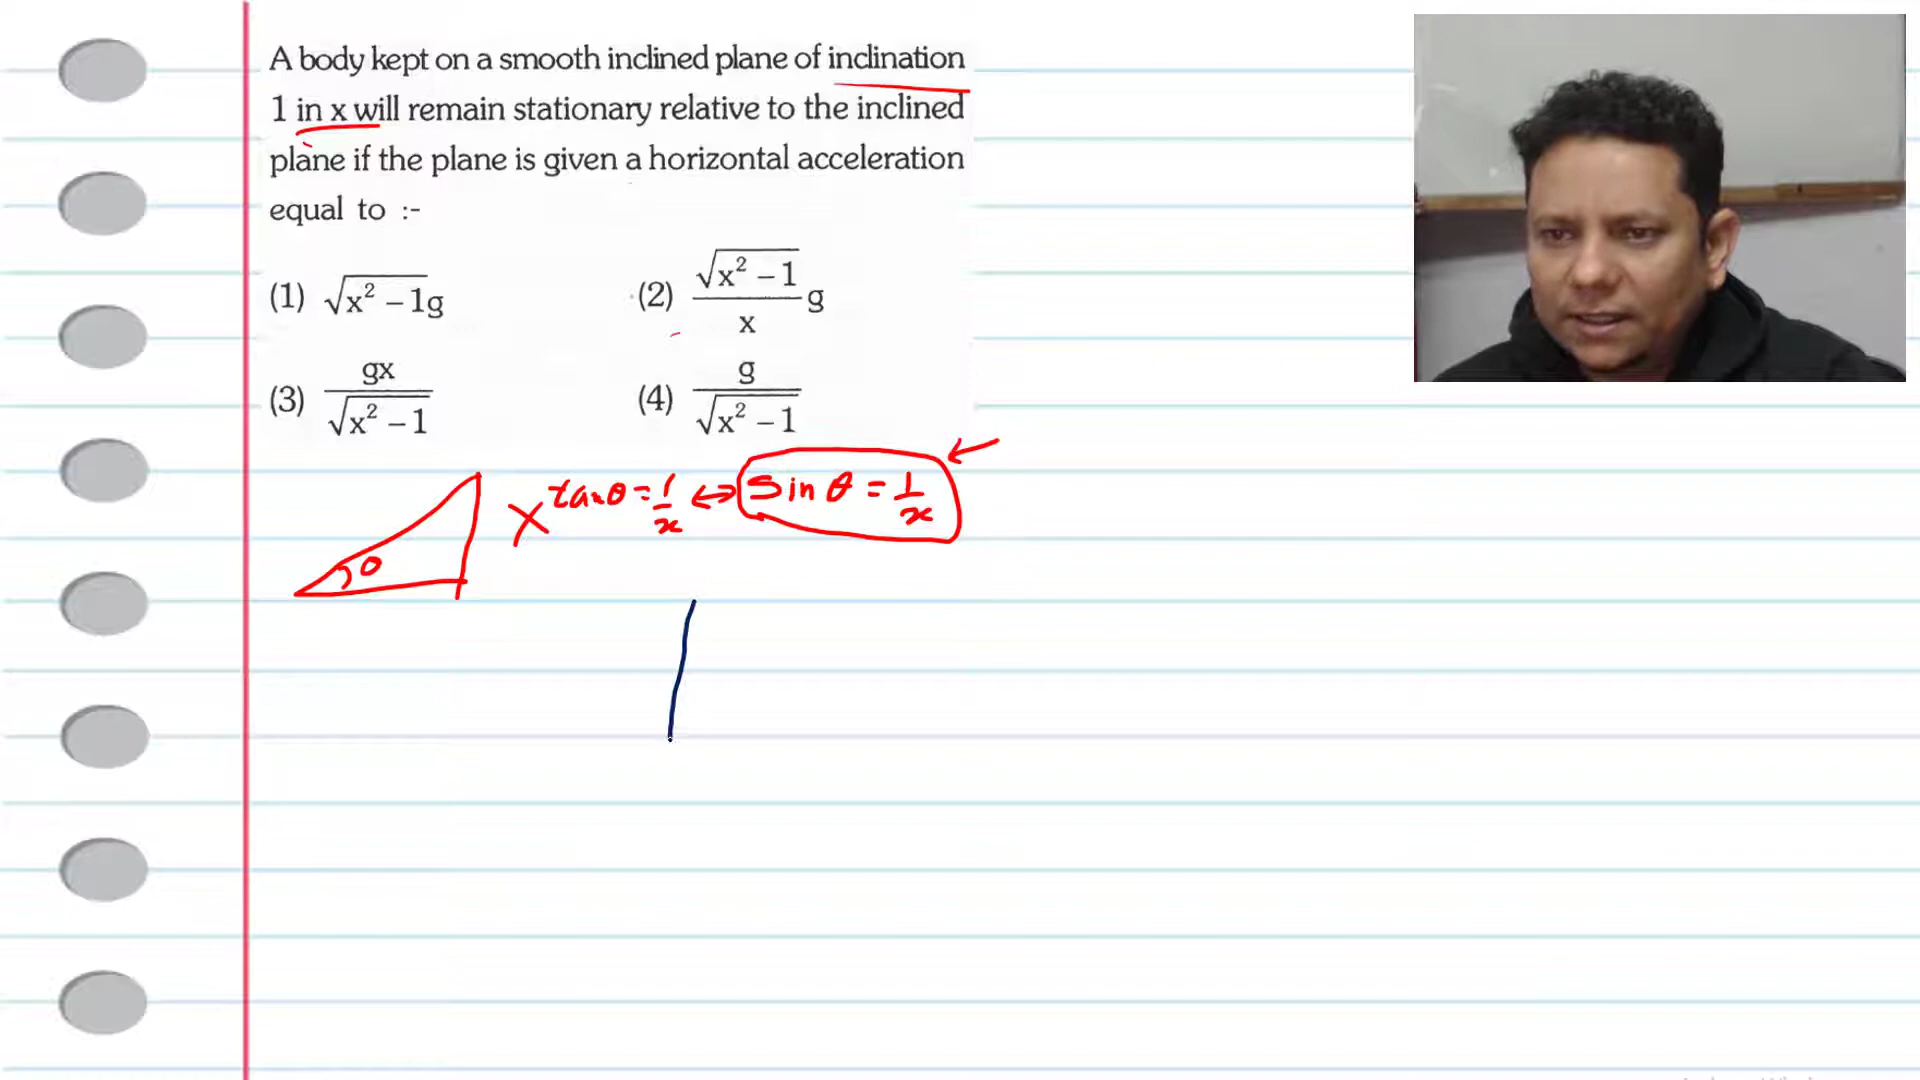 A body kept on a smooth inclined plane of inclination
1 in x will remain stationary relative to the inclined
plane if the plane is given a horizontal acceleration
equal to :-
(1) √(x² – 1)g (2) √(x² – 1)/x g
(3) gx/√(x² – 1) (4) g/√(x² – 1)
θ × tanθ = 1/x ↔ Sin θ = 1/x